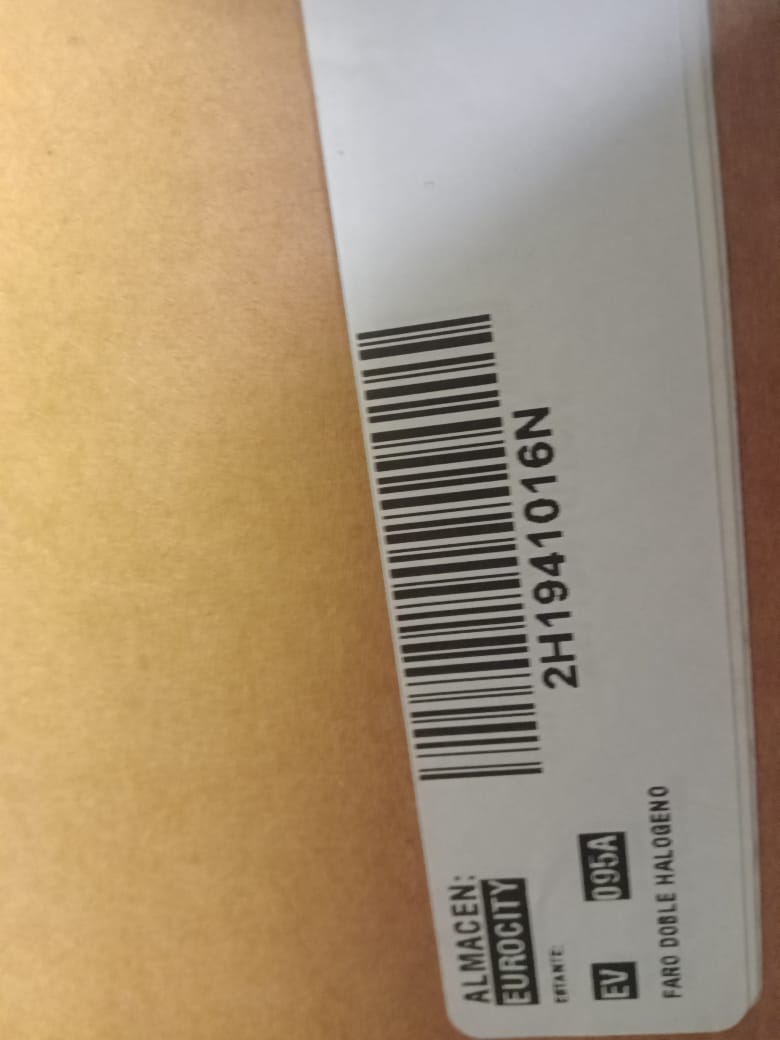 ALMACEN:
EUROCITY
ESTANTE:
EV 095A
FARO DOBLE HALOGENO
2H1941016N